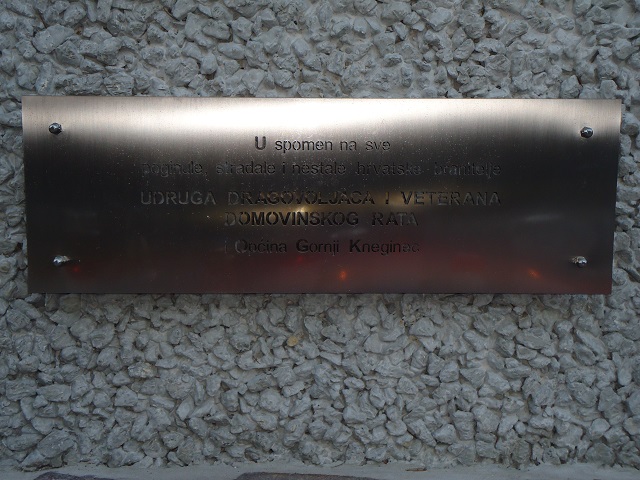 U spomen na sve
poginule, stradale i nestale hrvatske branitelje
UDRUGA DRAGOVOLJACA I VETERANA
DOMOVINSKOG RATA
i Općina Gornji Kneginec